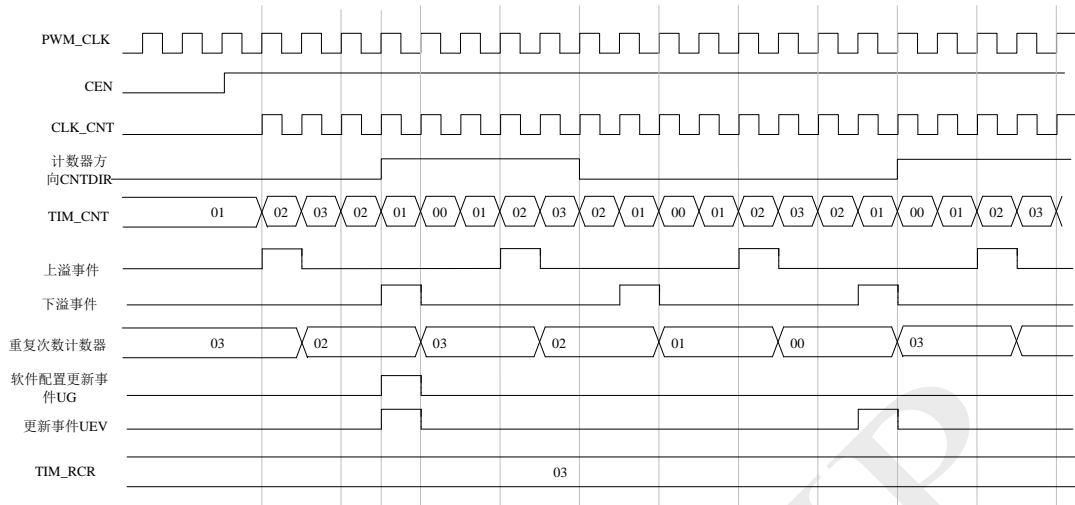 PWM_CLK
CEN
CLK_CNT
计数器方
向CNTDIR
TIM_CNT 01 02 03 02 01 00 01 02 03 02 01 00 01 02 03 02 01 00 01 02 03
上溢事件
下溢事件
重复次数计数器 03 02 03 02 01 00 03
软件配置更新事
件UG
更新事件UEV
TIM_RCR 03